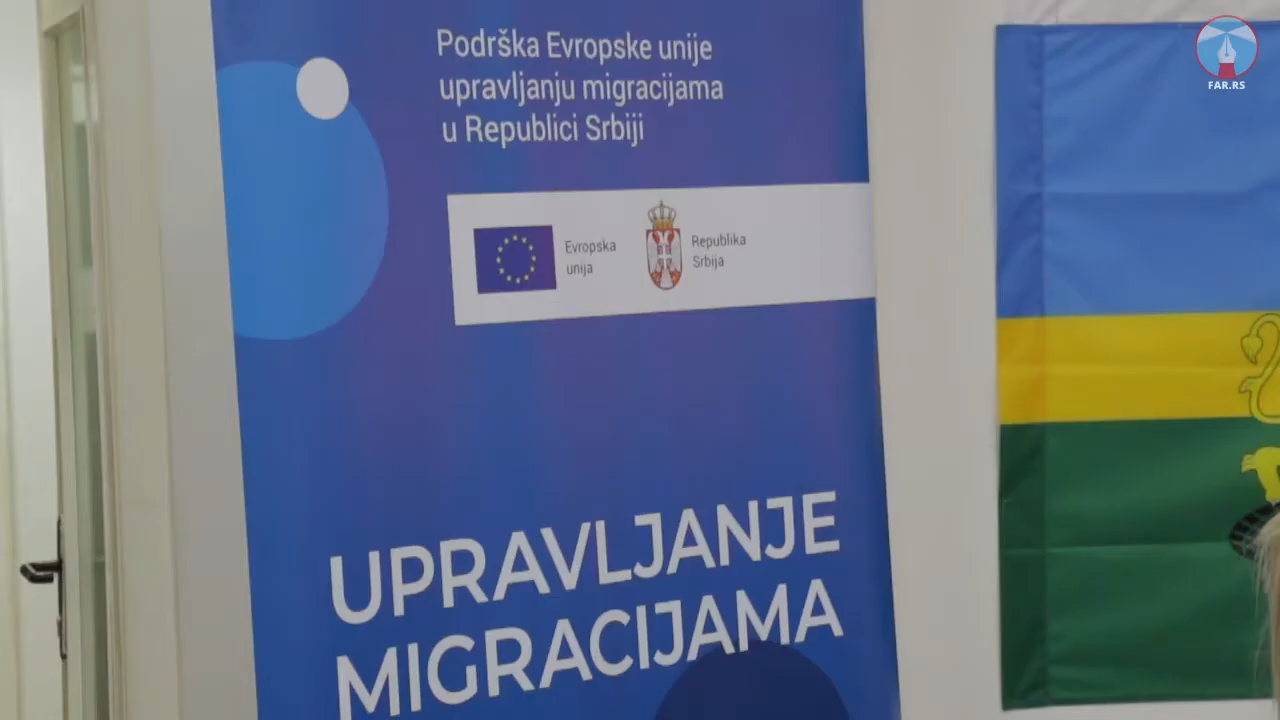 Podrška Evropske unije
upravljanju migracijama
u Republici Srbiji
Evropska
unija
Republika
Srbija
UPRAVLJANJE
MIGRACIJAMA
FAR.RS